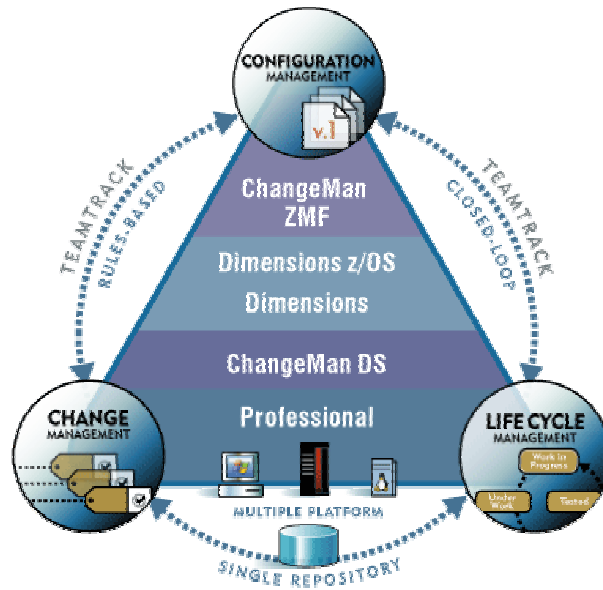 CONFIGURATION
MANAGEMENT
v.1
TEAMTRACK
RULES-BASED
TEAMTRACK
CLOSED-LOOP
ChangeMan
ZMF
Dimensions z/OS
Dimensions
ChangeMan DS
Professional
CHANGE
MANAGEMENT
LIFE CYCLE
MANAGEMENT
Work In
Progress
Under
Work
Tested
MULTIPLE PLATFORM
SINGLE REPOSITORY